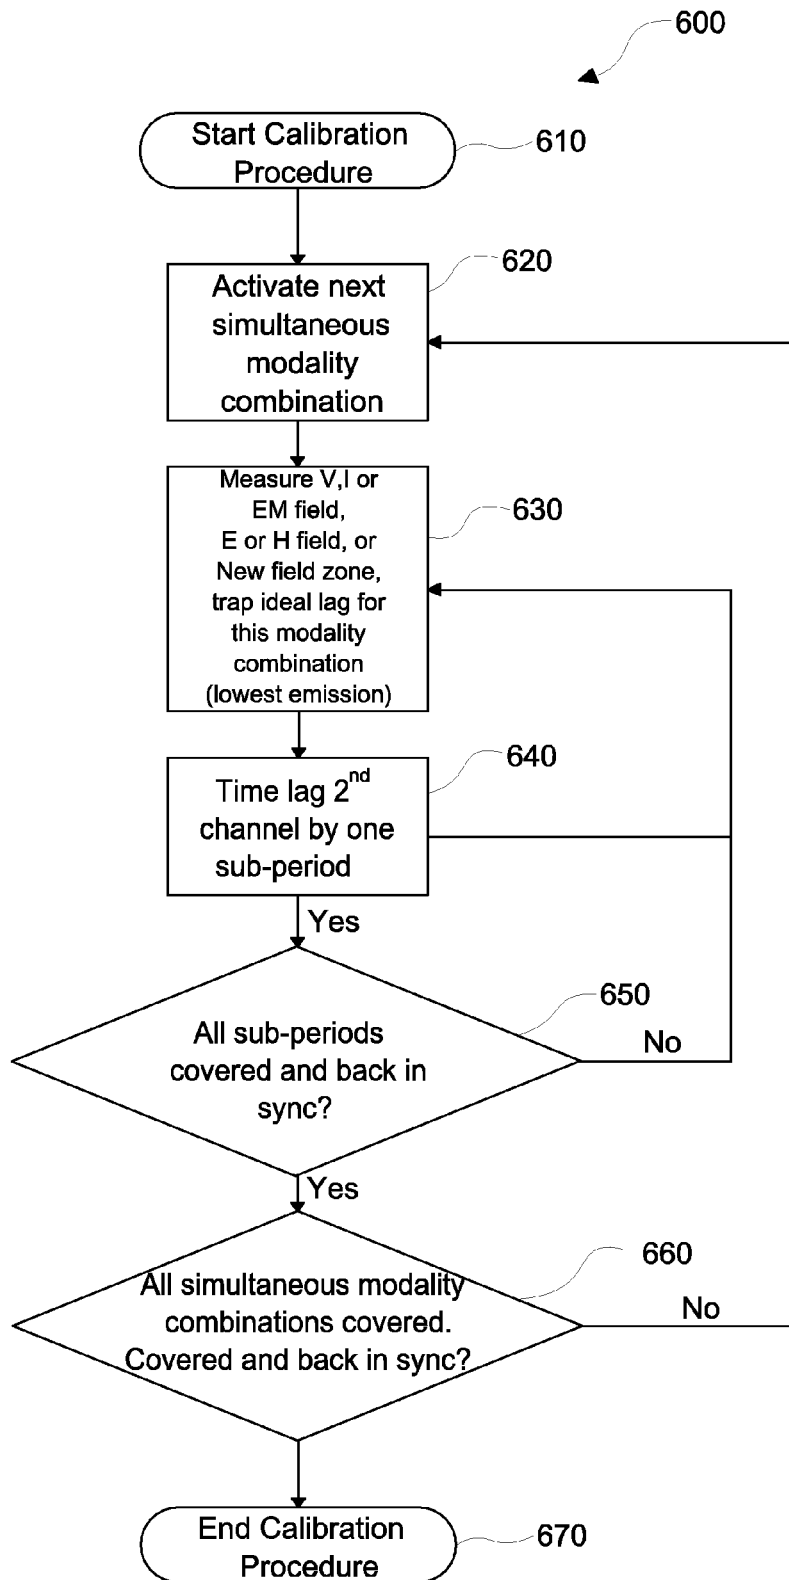 600
Start Calibration
Procedure
610
620
Activate next
simultaneous
modality
combination
Measure V,I or
EM field,
E or H field, or
New field zone,
trap ideal lag for
this modality
combination
(lowest emission)
630
640
Time lag 2nd
channel by one
sub-period
Yes
650
All sub-periods
covered and back in
sync?
No
Yes
660
All simultaneous modality
combinations covered.
Covered and back in sync?
No
End Calibration
Procedure
670